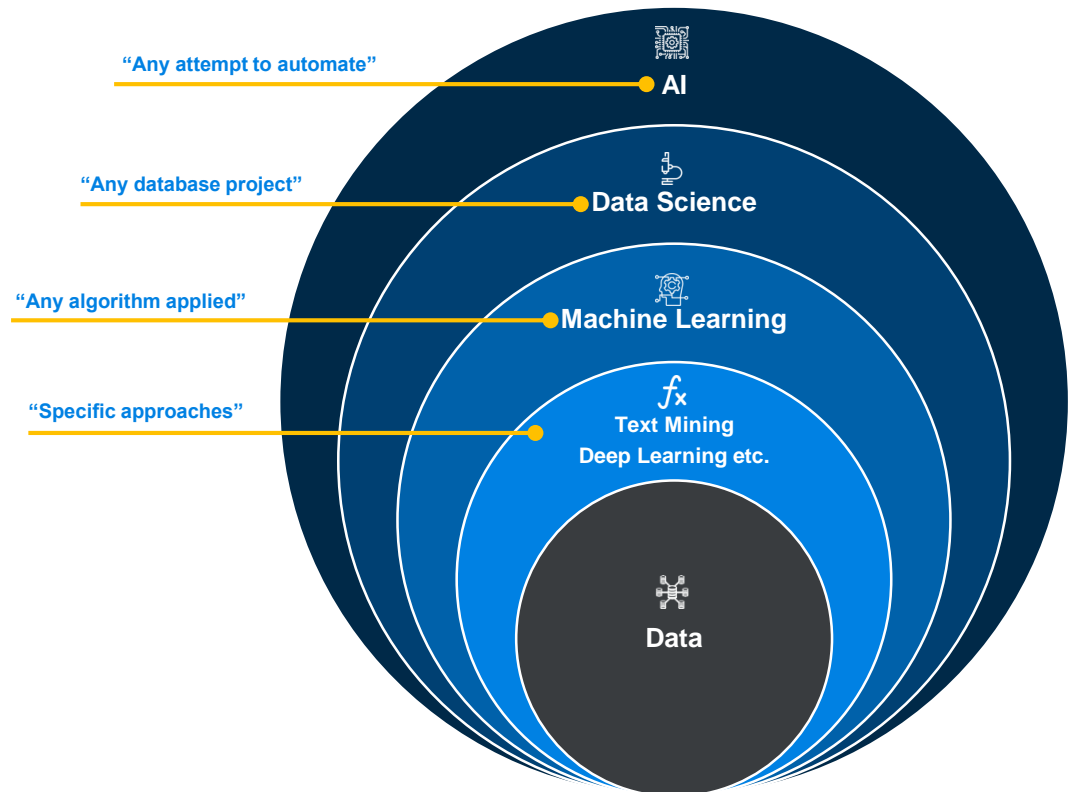 “Any attempt to automate”
AI
“Any database project”
Data Science
“Any algorithm applied”
Machine Learning
“Specific approaches”
fx
Text Mining
Deep Learning etc.
Data